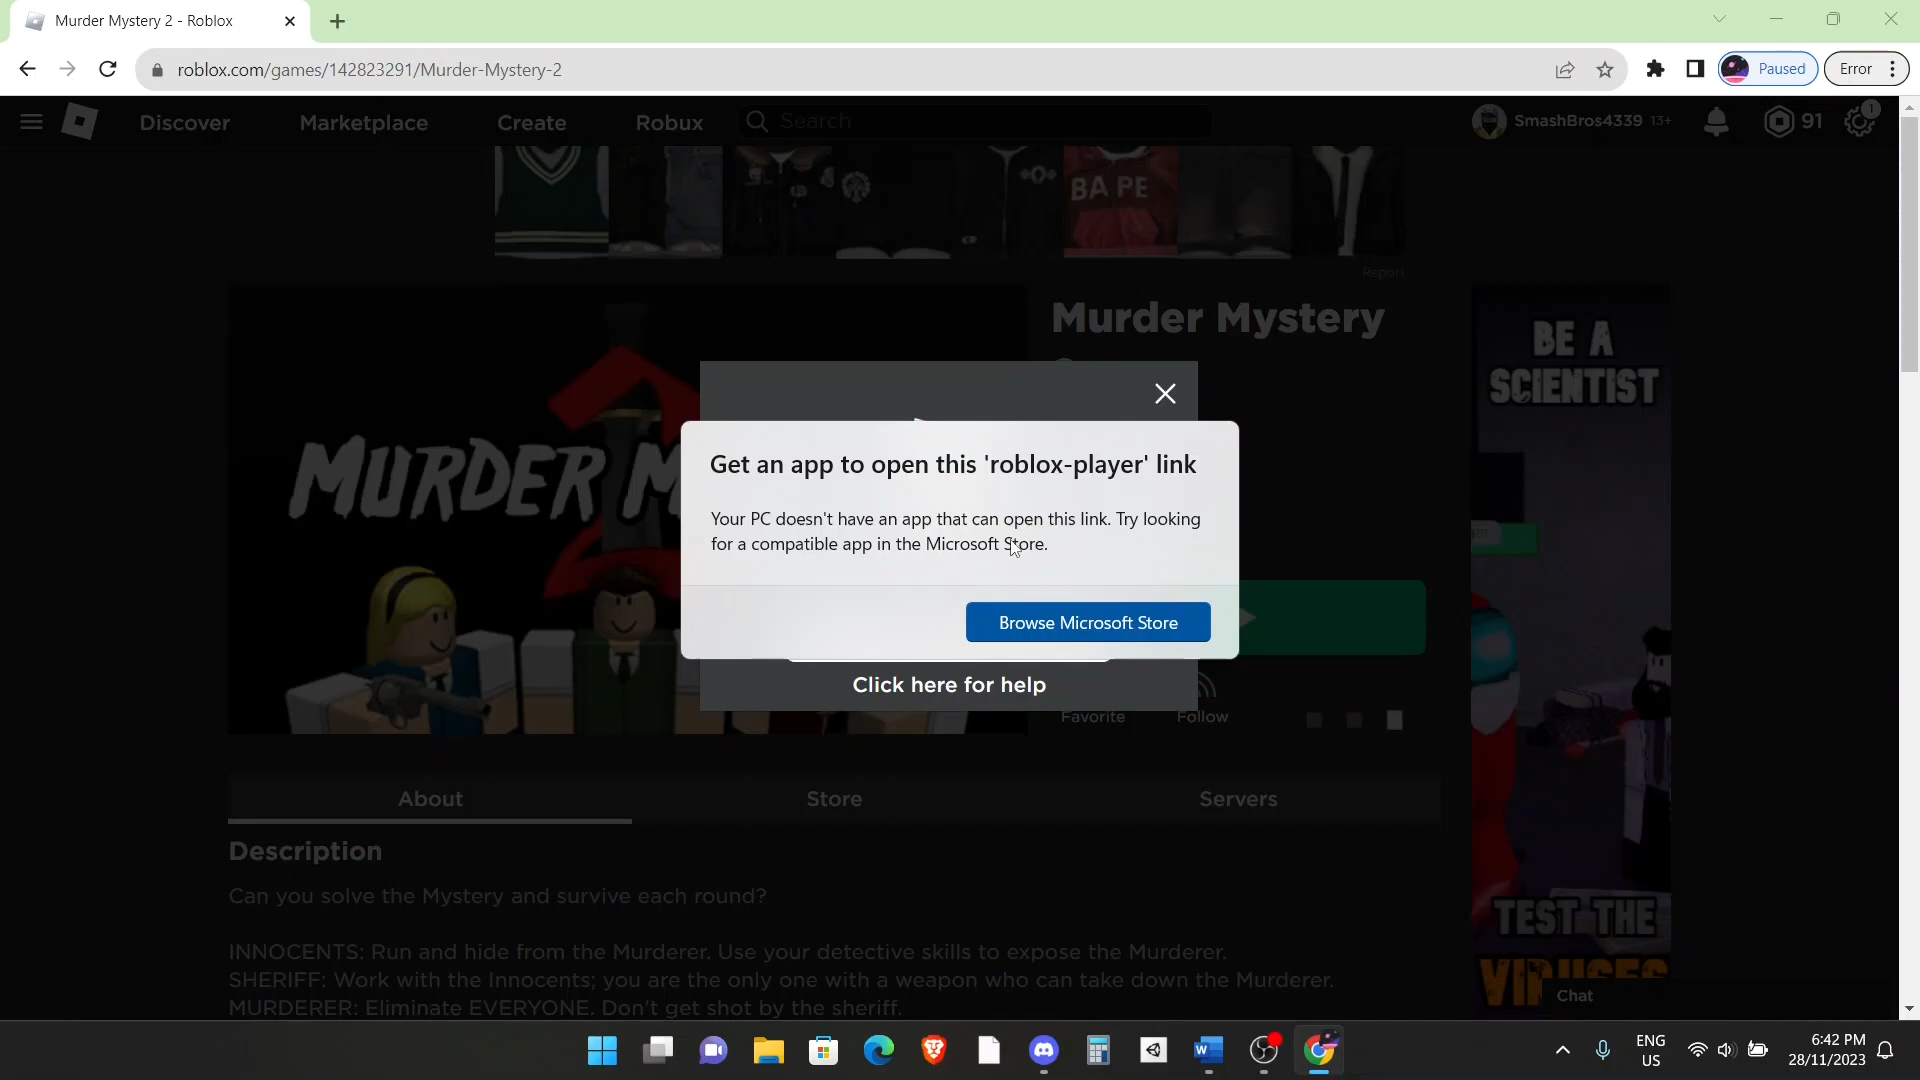 Murder Mystery 2 - Roblox
roblox.com/games/142823291/Murder-Mystery-2
Paused
Error
Discover
Marketplace
Create
Robux
Search
SmashBros4339 13+
91
1
BA PE
Report
MURDER M
2
Murder Mystery
BE A
SCIENTIST
Get an app to open this 'roblox-player' link
Your PC doesn't have an app that can open this link. Try looking
for a compatible app in the Microsoft Store.
Browse Microsoft Store
Click here for help
Favorite
Follow
About
Store
Servers
Description
Can you solve the Mystery and survive each round?
INNOCENTS: Run and hide from the Murderer. Use your detective skills to expose the Murderer.
SHERIFF: Work with the Innocents; you are the only one with a weapon who can take down the Murderer.
MURDERER: Eliminate EVERYONE. Don't get shot by the sheriff.
TEST THE
VIRUSES
Chat
ENG
US
6:42 PM
28/11/2023